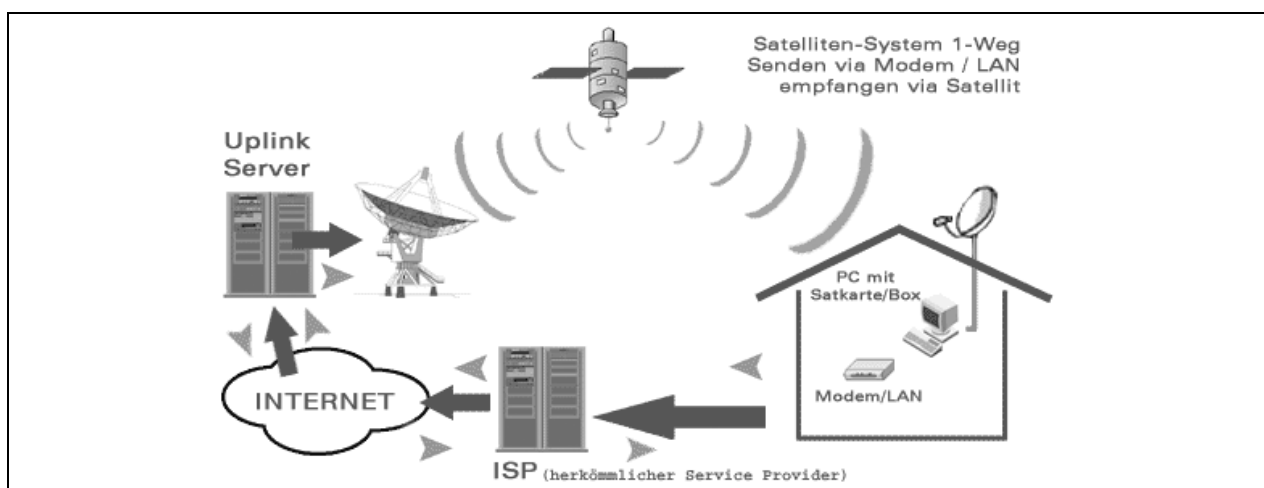 Satelliten-System 1-Weg
Senden via Modem / LAN
empfangen via Satellit
Uplink
Server
PC mit
Satkarte/Box
Modem/LAN
INTERNET
ISP (herkömmlicher Service Provider)